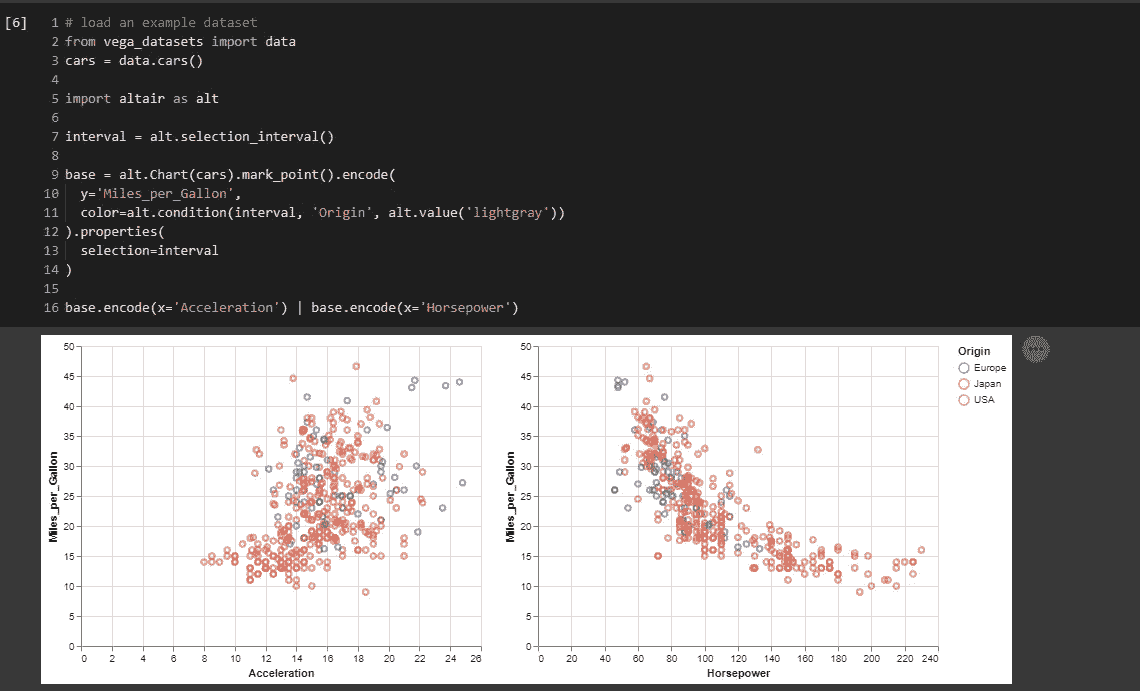 [6] 1 # load an example dataset
2 from vega_datasets import data
3 cars = data.cars()
4
5 import altair as alt
6
7 interval = alt.selection_interval()
8
9 base = alt.Chart(cars).mark_point().encode(
10   y='Miles_per_Gallon',
11   color=alt.condition(interval, 'Origin', alt.value('lightgray'))
12 ).properties(
13   selection=interval
14 )
15
16 base.encode(x='Acceleration') | base.encode(x='Horsepower')
50
45
40
35
30
25
20
15
10
5
0
Miles_per_Gallon
0 2 4 6 8 10 12 14 16 18 20 22 24 26
Acceleration
50
45
40
35
30
25
20
15
10
5
0
Miles_per_Gallon
0 20 40 60 80 100 120 140 160 180 200 220 240
Horsepower
Origin
Europe
Japan
USA